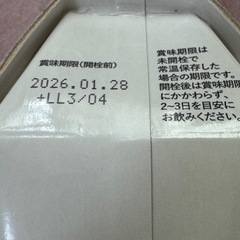 賞味期限(開栓前)
2026.01.28
+LL3/04
賞味期限は
未開栓で
常温保存した
場合の期限です。
開栓後は賞味期限
にかかわらず、
2~3日を目安に
お飲みください。